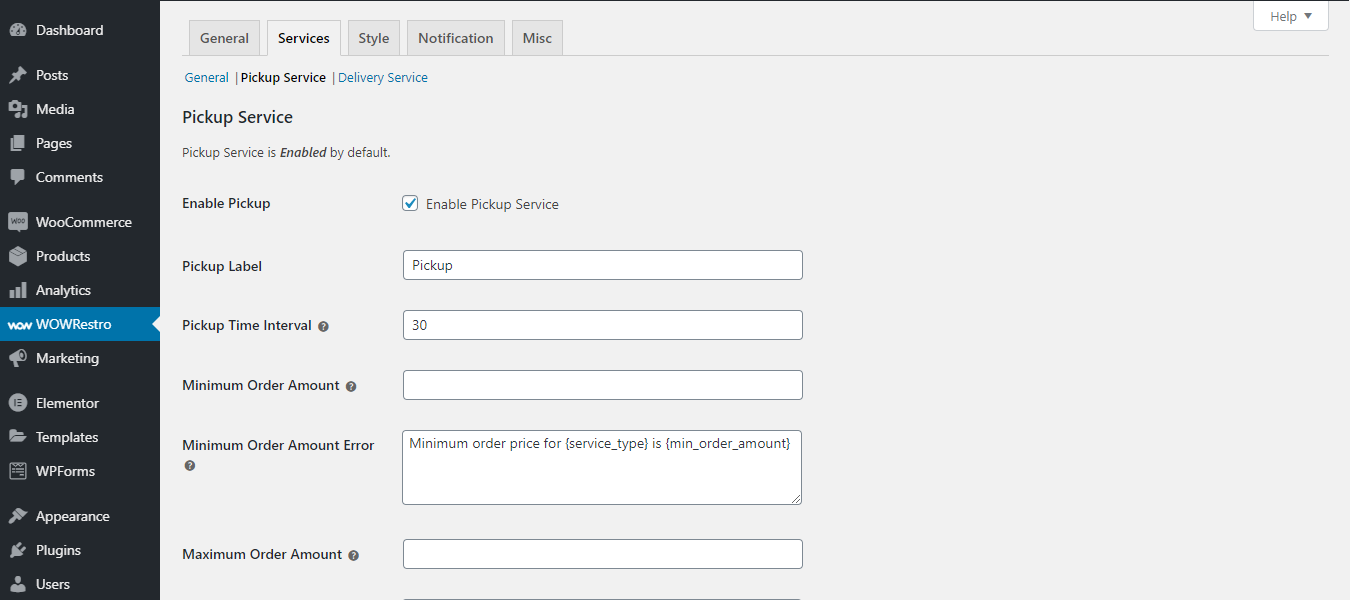 Dashboard
Posts
Media
Pages
Comments
Woo WooCommerce
Products
Analytics
wow WOWRestro
Marketing
Elementor
Templates
WPForms
Appearance
Plugins
Users
Help ▼
General Services Style Notification Misc
General | Pickup Service | Delivery Service
Pickup Service
Pickup Service is Enabled by default.
Enable Pickup Enable Pickup Service
Pickup Label Pickup
Pickup Time Interval ? 30
Minimum Order Amount ?
Minimum Order Amount Error Minimum order price for {service_type} is {min_order_amount}
?
Maximum Order Amount ?